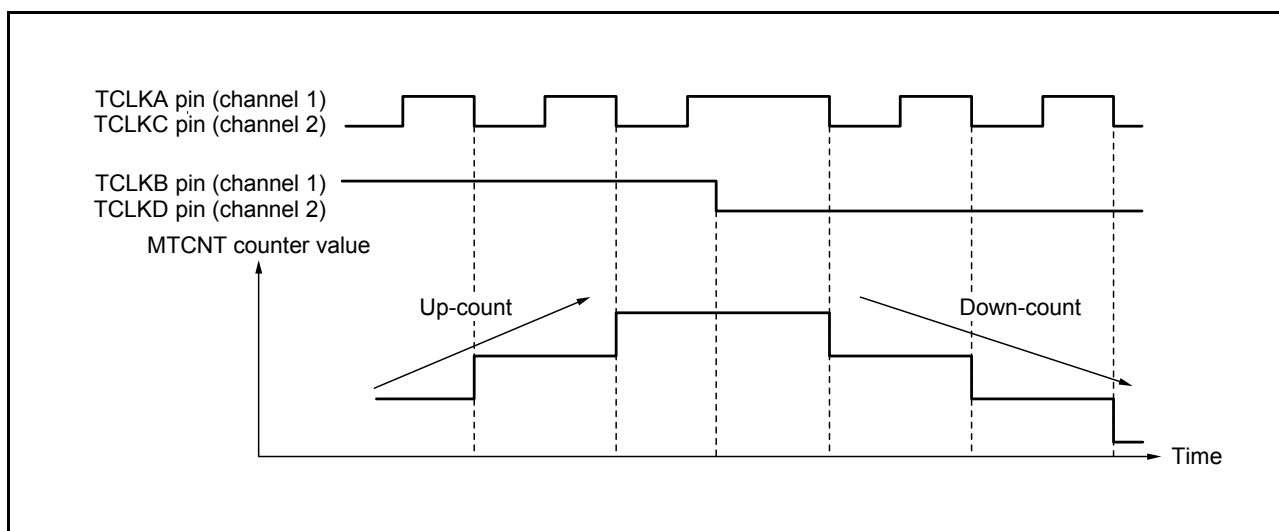 TCLKA pin (channel 1)
TCLKC pin (channel 2)
TCLKB pin (channel 1)
TCLKD pin (channel 2)
MTCNT counter value
Up-count
Down-count
Time